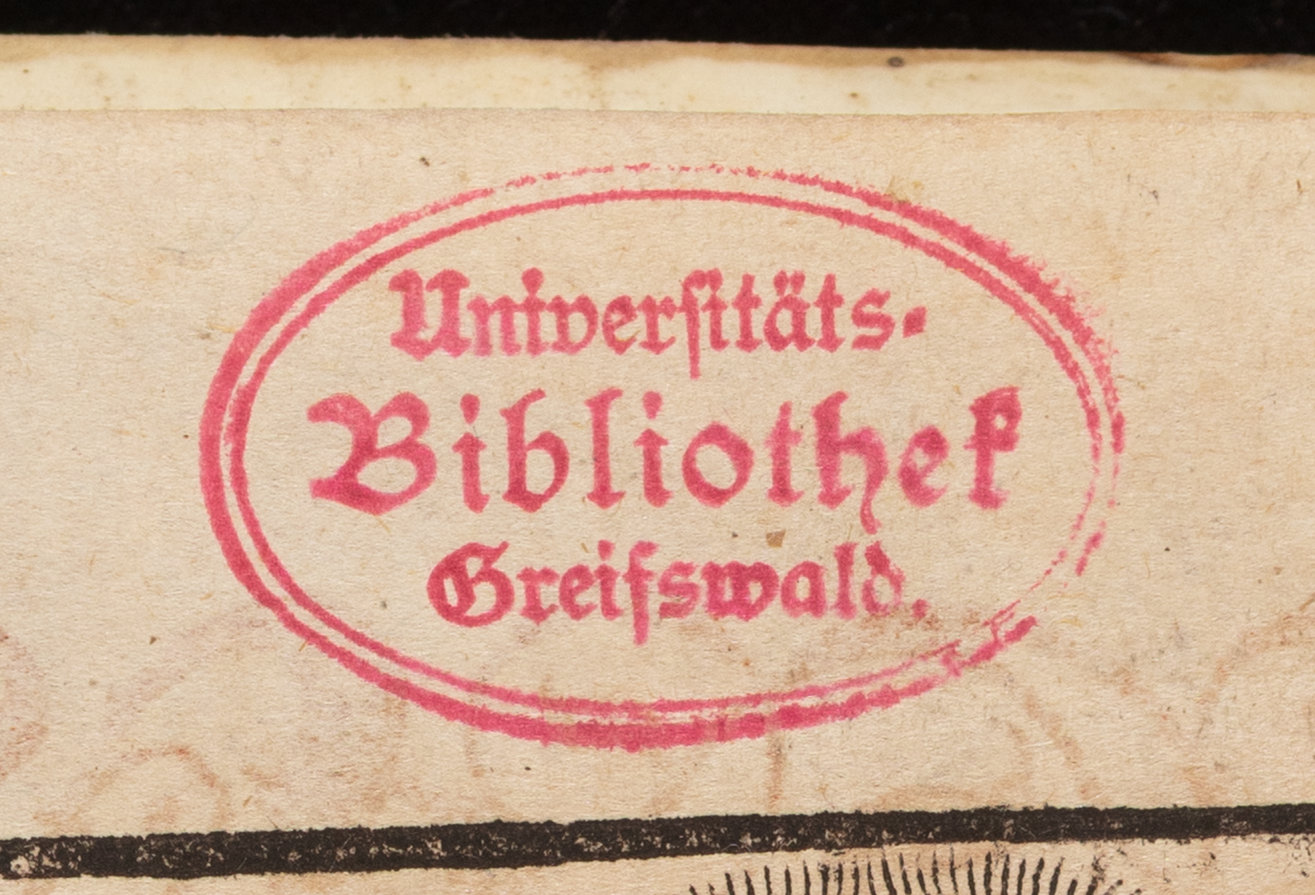 Univerſitäts-
Bibliothek
Greifswald.